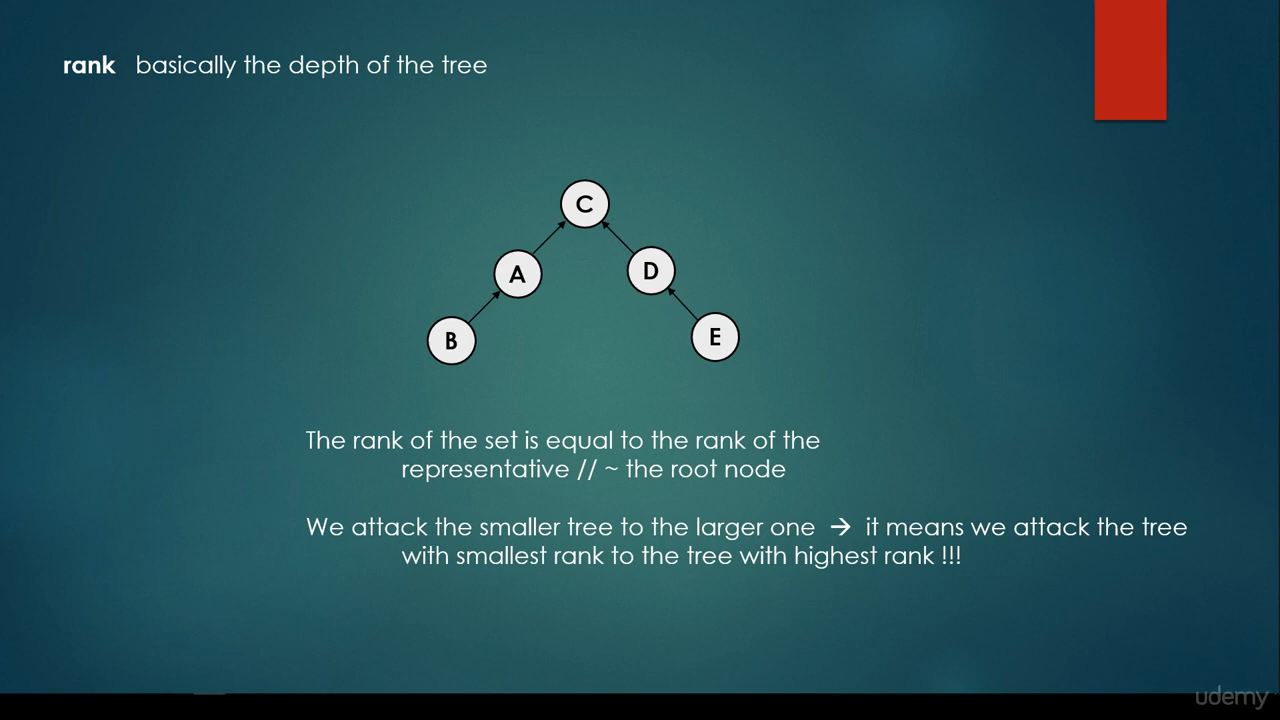 rank basically the depth of the tree
C
A
D
B
E
The rank of the set is equal to the rank of the
representative // ~ the root node
We attack the smaller tree to the larger one → it means we attack the tree
with smallest rank to the tree with highest rank !!!
udemy